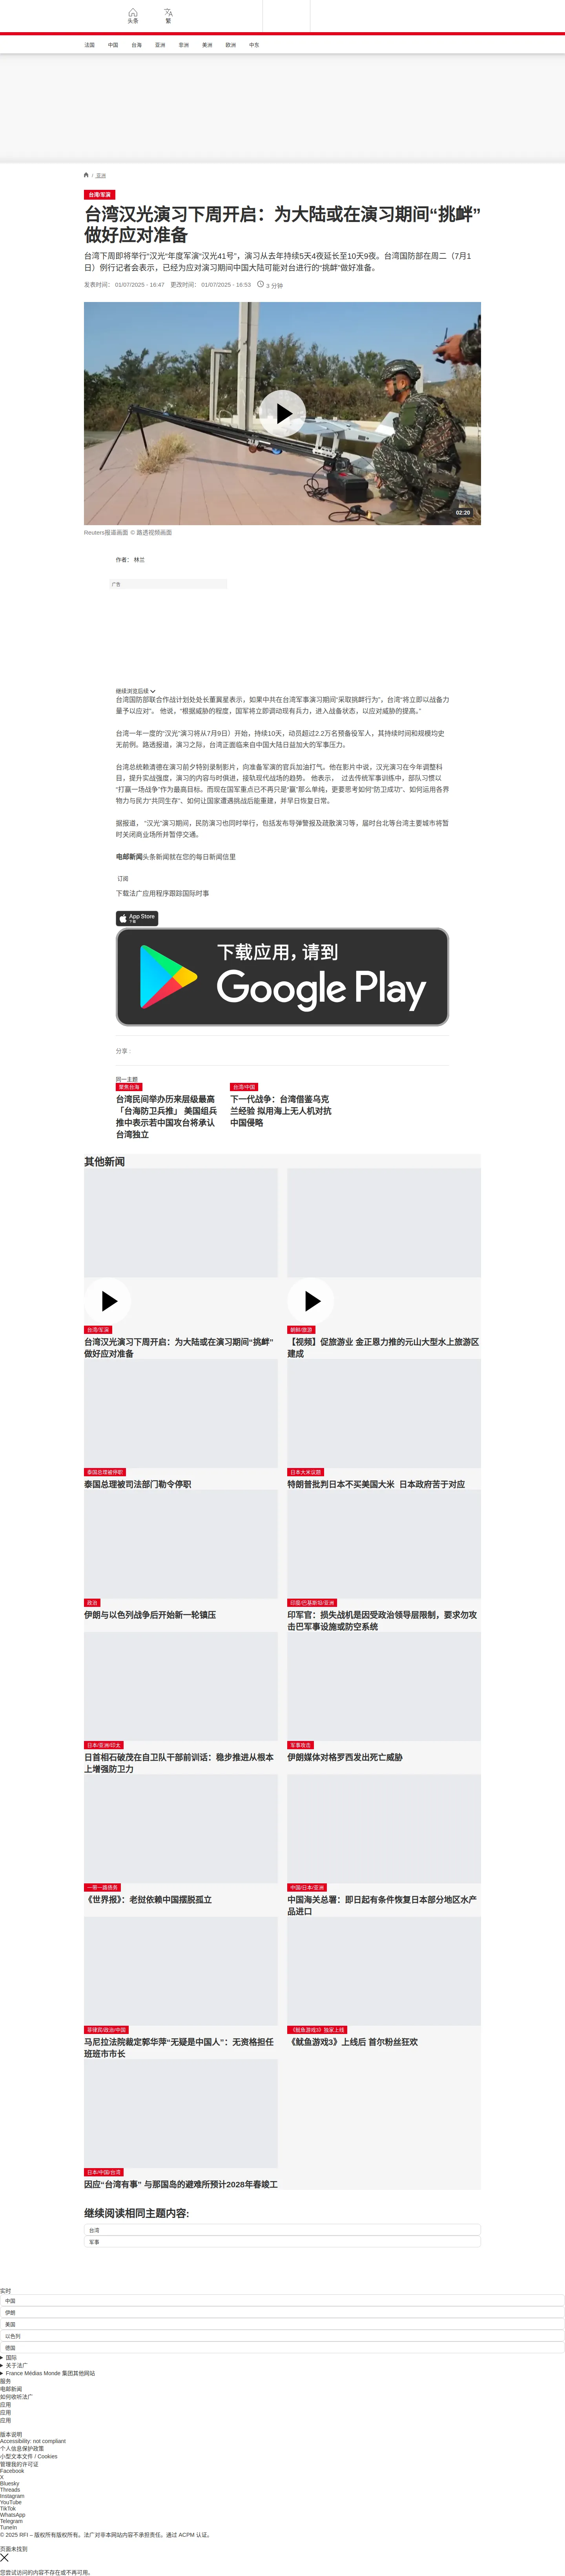 头条
繁
法国 中国 台海 亚洲 非洲 美洲 欧洲 中东
/ 亚洲
台湾/军演
台湾汉光演习下周开启：为大陆或在演习期间“挑衅”
做好应对准备
台湾下周即将举行“汉光”年度军演“汉光41号”，演习从去年持续5天4夜延长至10天9夜。台湾国防部在周二（7月1
日）例行记者会表示，已经为应对演习期间中国大陆可能对台进行的“挑衅”做好准备。
发表时间： 01/07/2025 - 16:47 更改时间： 01/07/2025 - 16:53 3 分钟
02:20
Reuters报道画面 © 路透视频画面
作者： 林兰
广告
继续浏览后续
台湾国防部联合作战计划处处长董冀星表示，如果中共在台湾军事演习期间“采取挑衅行为”，台湾“将立即以战备力
量予以应对”。 他说，“根据威胁的程度，国军将立即调动现有兵力，进入战备状态，以应对威胁的提高。”
台湾一年一度的“汉光”演习将从7月9日）开始，持续10天，动员超过2.2万名预备役军人，其持续时间和规模均史
无前例。路透报道，演习之际，台湾正面临来自中国大陆日益加大的军事压力。
台湾总统赖清德在演习前夕特别录制影片，向准备军演的官兵加油打气。他在影片中说，汉光演习在今年调整科
目，提升实战强度，演习的内容与时俱进，接轨现代战场的趋势。 他表示， 过去传统军事训练中，部队习惯以
“打赢一场战争”作为最高目标。而现在国军重点已不再只是“赢”那么单纯，更要思考如何“防卫成功”、如何运用各界
物力与民力“共同生存”、如何让国家遭遇挑战后能重建，并早日恢复日常。
据报道， “汉光”演习期间，民防演习也同时举行，包括发布导弹警报及疏散演习等，届时台北等台湾主要城市将暂
时关闭商业场所并暂停交通。
电邮新闻头条新闻就在您的每日新闻信里
订阅
下载法广应用程序跟踪国际时事
App Store
下载
下载应用，请到
Google Play
分享 :
同一主题
聚焦台海
台湾民间举办历来层级最高
「台海防卫兵推」 美国组兵
推中表示若中国攻台将承认
台湾独立
台湾/中国
下一代战争：台湾借鉴乌克
兰经验 拟用海上无人机对抗
中国侵略
其他新闻
台湾/军演
台湾汉光演习下周开启：为大陆或在演习期间“挑衅”
做好应对准备
朝鲜/旅游
【视频】促旅游业 金正恩力推的元山大型水上旅游区
建成
泰国总理被停职
泰国总理被司法部门勒令停职
日本大米议题
特朗普批判日本不买美国大米 日本政府苦于对应
政治
伊朗与以色列战争后开始新一轮镇压
印度/巴基斯坦/亚洲
印军官：损失战机是因受政治领导层限制，要求勿攻
击巴军事设施或防空系统
日本/亚洲/印太
日首相石破茂在自卫队干部前训话：稳步推进从根本
上增强防卫力
军事攻击
伊朗媒体对格罗西发出死亡威胁
一带一路债务
《世界报》：老挝依赖中国摆脱孤立
中国/日本/亚洲
中国海关总署：即日起有条件恢复日本部分地区水产
品进口
菲律宾/政治/中国
马尼拉法院裁定郭华萍“无疑是中国人”：无资格担任
班班市市长
《鱿鱼游戏3》独家上线
《鱿鱼游戏3》上线后 首尔粉丝狂欢
日本/中国/台湾
因应“台湾有事” 与那国岛的避难所预计2028年春竣工
继续阅读相同主题内容:
台湾
军事
实时
中国
伊朗
美国
以色列
德国
国际
关于法广
France Médias Monde 集团其他网站
服务
电邮新闻
如何收听法广
应用
应用
应用
版本说明
Accessibility: not compliant
个人信息保护政策
小型文本文件 / Cookies
管理我的许可证
Facebook
X
Bluesky
Threads
Instagram
YouTube
TikTok
WhatsApp
Telegram
TuneIn
© 2025 RFI – 版权所有版权所有。法广对非本网站内容不承担责任。通过 ACPM 认证。
页面未找到
您尝试访问的内容不存在或不再可用。